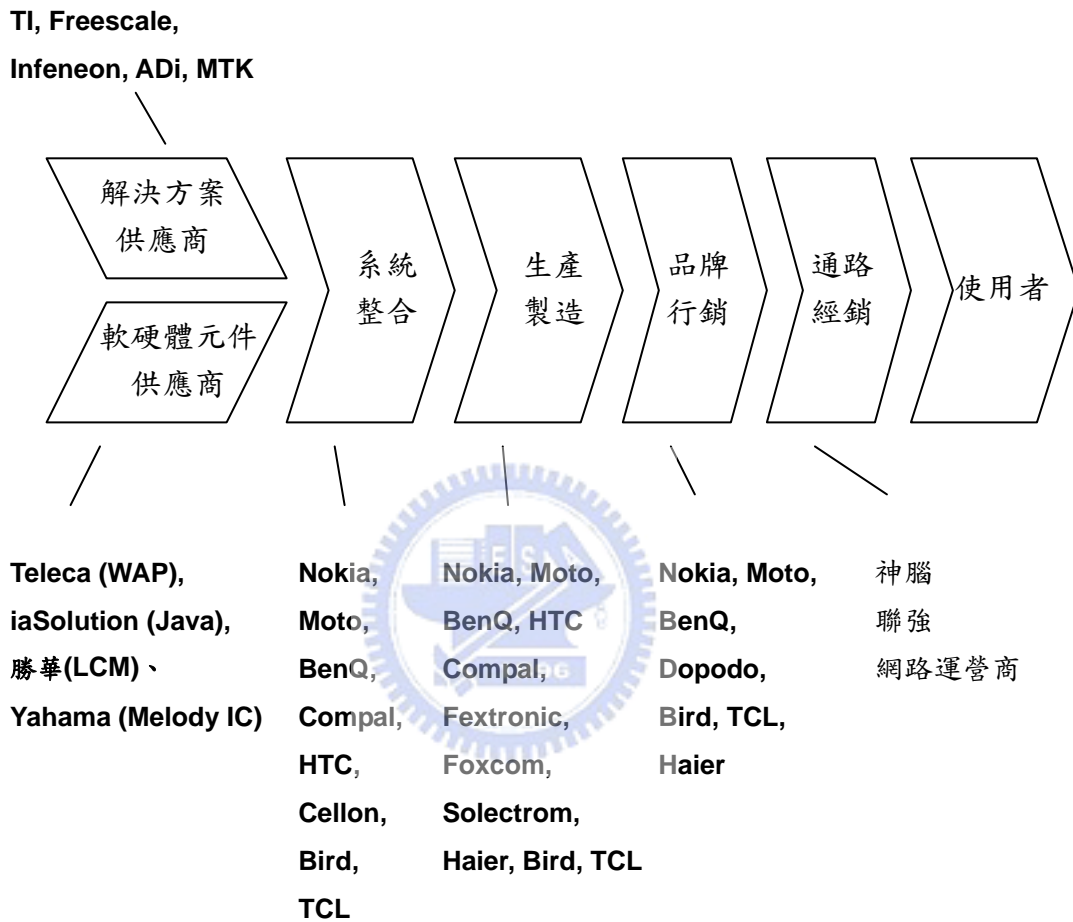 TI, Freescale,
Infeneon, ADi, MTK
解決方案
供應商
軟硬體元件
供應商
系統
整合
生產
製造
品牌
行銷
通路
經銷
使用者
Teleca (WAP),
iaSolution (Java),
勝華(LCM)、
Yahama (Melody IC)
Nokia,
Moto,
BenQ,
Compal,
HTC,
Cellon,
Bird,
TCL
Nokia, Moto,
BenQ, HTC
Compal,
Fextronic,
Foxcom,
Solectrom,
Haier, Bird, TCL
Nokia, Moto,
BenQ,
Dopodo,
Bird, TCL,
Haier
神腦
聯強
網路運營商